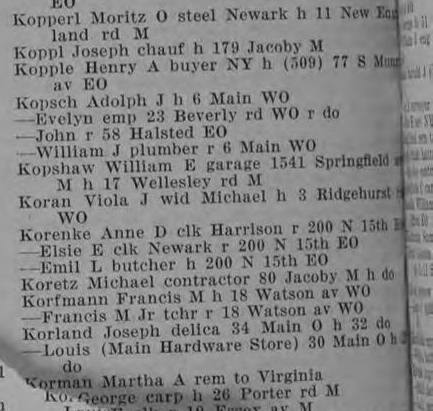 EO
Kopperl Moritz O steel Newark h 11 New Eng
land rd M
Koppl Joseph chauf h 179 Jacoby M
Kopple Henry A buyer NY h (509) 77 S Munn
av EO
Kopsch Adolph J h 6 Main WO
—Evelyn emp 23 Beverly rd WO r do
—John r 58 Halsted EO
—William J plumber r 6 Main WO
Kopshaw William E garage 1541 Springfield
M h 17 Wellesley rd M
Koran Viola J wid Michael h 3 Ridgehurst
WO
Korenke Anne D clk Harrison r 200 N 15th
—Elsie E clk Newark r 200 N 15th EO
—Emil L butcher h 200 N 15th EO
Koretz Michael contractor 80 Jacoby M h do
Korfmann Francis M h 18 Watson av WO
—Francis M Jr tchr r 18 Watson av WO
Korland Joseph delica 34 Main O h 32 do
—Louis (Main Hardware Store) 30 Main O h
do
Korman Martha A rem to Virginia
George carp h 26 Porter rd M
r 19 Essex av M